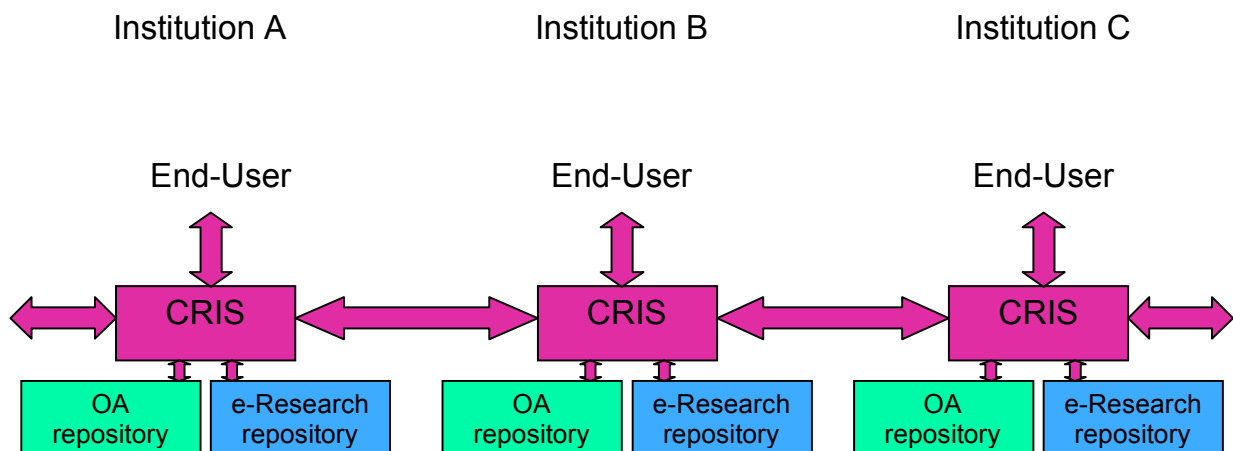 Institution A
Institution B
Institution C
End-User
End-User
End-User
CRIS
CRIS
CRIS
OA
repository
e-Research
repository
OA
repository
e-Research
repository
OA
repository
e-Research
repository